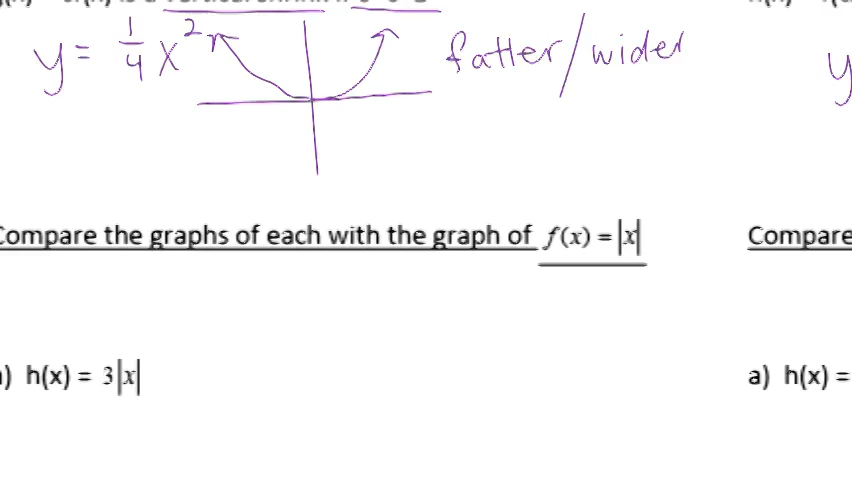 y = 1/4 x² fatter/wider y
Compare the graphs of each with the graph of f(x) = |x| Compare
) h(x) = 3|x| a) h(x) =